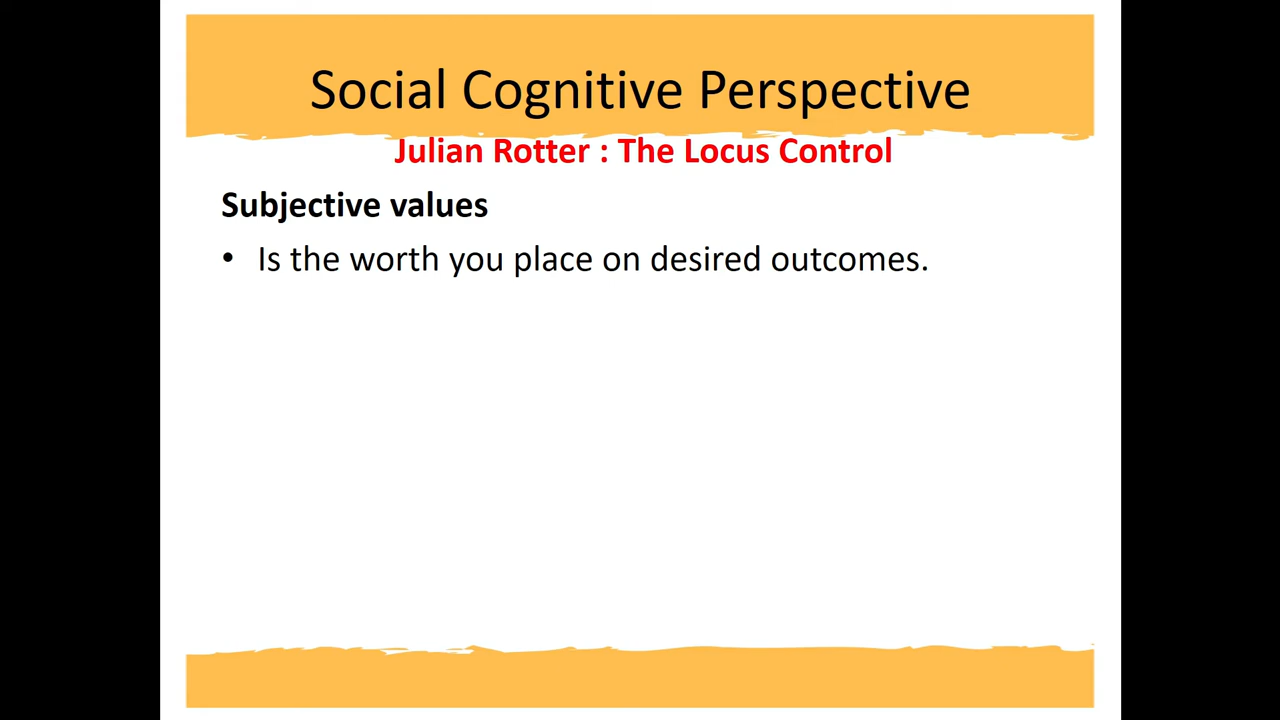 Social Cognitive Perspective
Julian Rotter : The Locus Control
Subjective values
• Is the worth you place on desired outcomes.